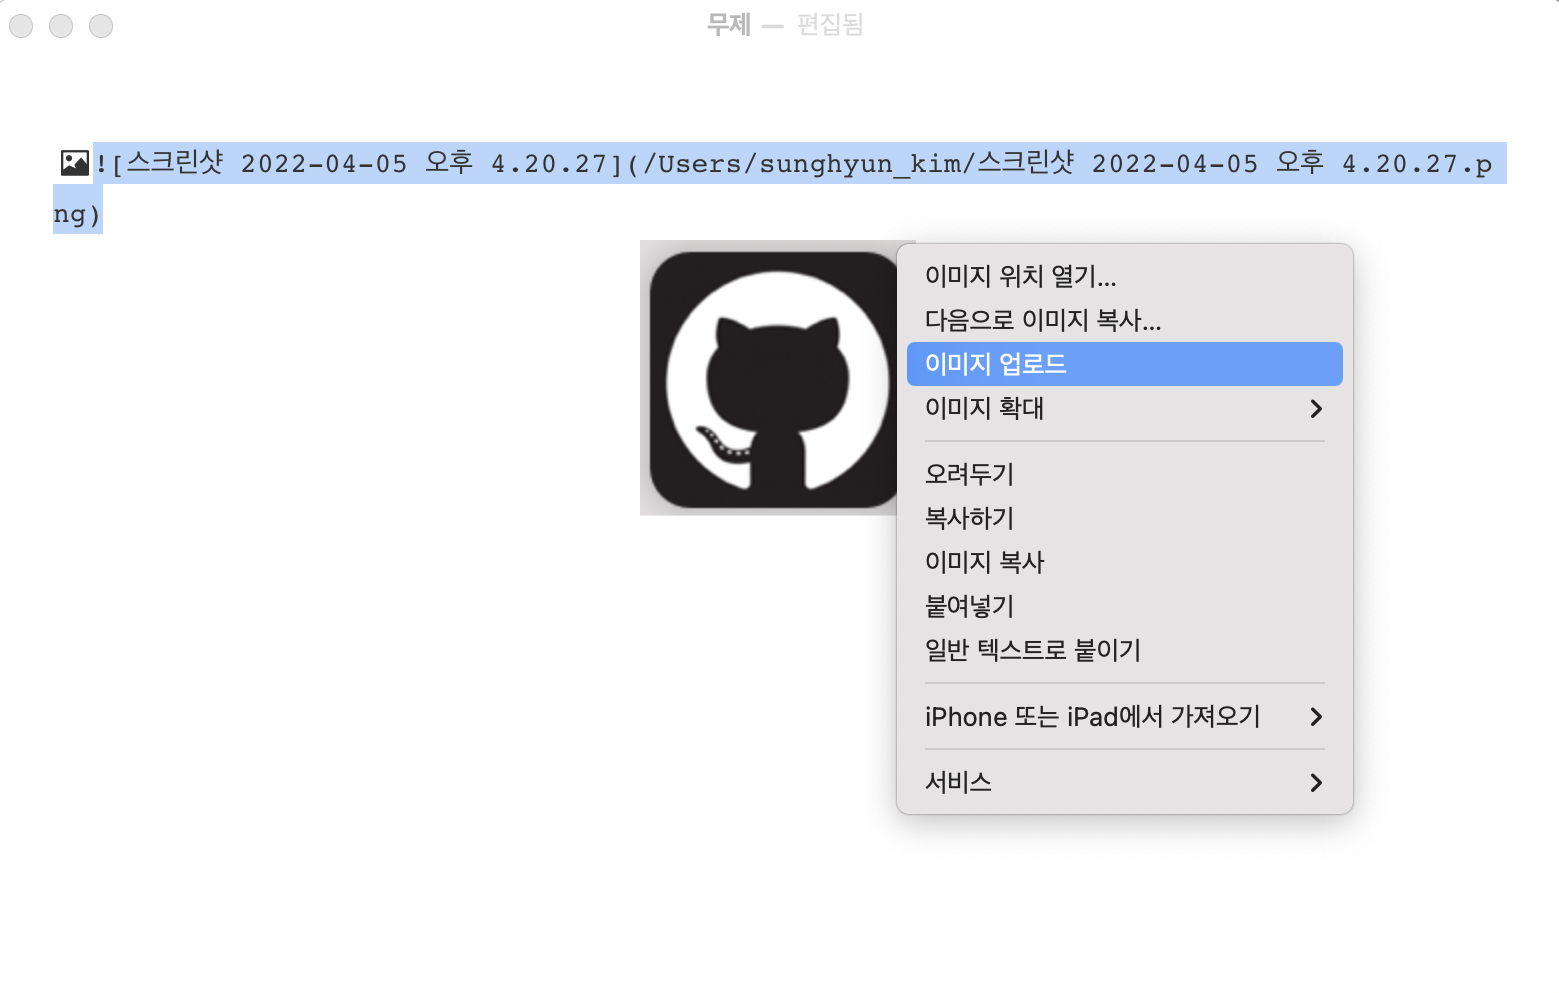 무제 — 편집됨
![스크린샷 2022-04-05 오후 4.20.27](/Users/sunghyun_kim/스크린샷 2022-04-05 오후 4.20.27.p
ng)
이미지 위치 열기...
다음으로 이미지 복사...
이미지 업로드
이미지 확대
오려두기
복사하기
이미지 복사
붙여넣기
일반 텍스트로 붙이기
iPhone 또는 iPad에서 가져오기
서비스